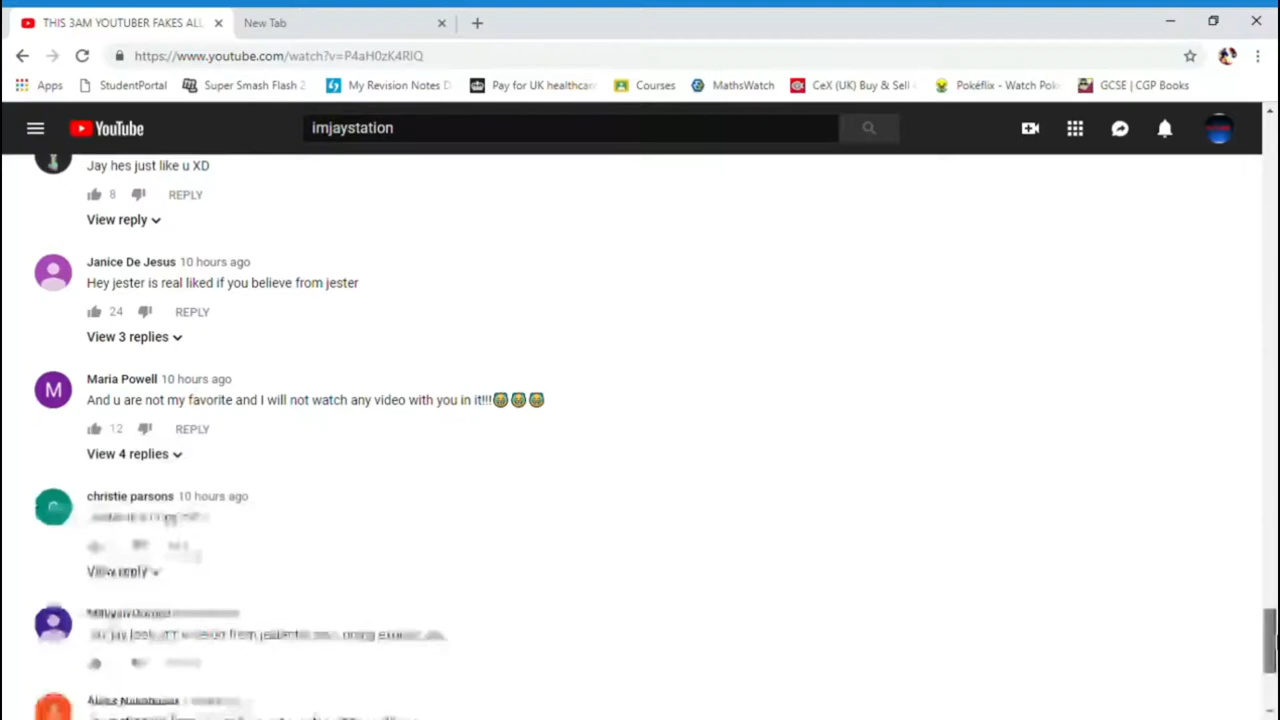 THIS 3AM YOUTUBER FAKES ALL
New Tab
https://www.youtube.com/watch?v=P4aH0zK4RlQ
Apps StudentPortal Super Smash Flash 2 My Revision Notes D Pay for UK healthcar Courses MathsWatch CeX (UK) Buy & Sell Pokéflix - Watch Poke GCSE | CGP Books
YouTube
imjaystation
Jay hes just like u XD
8 REPLY
View reply
Janice De Jesus 10 hours ago
Hey jester is real liked if you believe from jester
24 REPLY
View 3 replies
M
Maria Powell 10 hours ago
And u are not my favorite and I will not watch any video with you in it!!!
12 REPLY
View 4 replies
christie parsons 10 hours ago
View reply